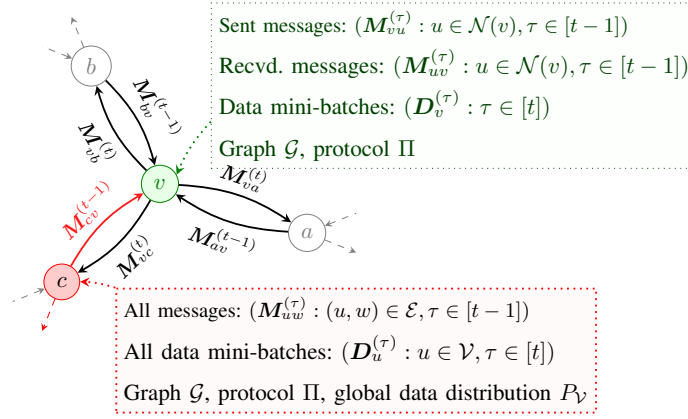 Sent messages: (M_{vu}^{(τ)} : u ∈ N(v), τ ∈ [t − 1])
Recvd. messages: (M_{uv}^{(τ)} : u ∈ N(v), τ ∈ [t − 1])
Data mini-batches: (D_v^{(τ)} : τ ∈ [t])
Graph G, protocol Π
b
M_{bv}^{(t−1)}
M_{vb}^{(t)}
v
M_{va}^{(t)}
M_{cv}^{(t−1)}
M_{av}^{(t−1)}
a
M_{vc}^{(t)}
c
All messages: (M_{uw}^{(τ)} : (u, w) ∈ E, τ ∈ [t − 1])
All data mini-batches: (D_u^{(τ)} : u ∈ V, τ ∈ [t])
Graph G, protocol Π, global data distribution P_V